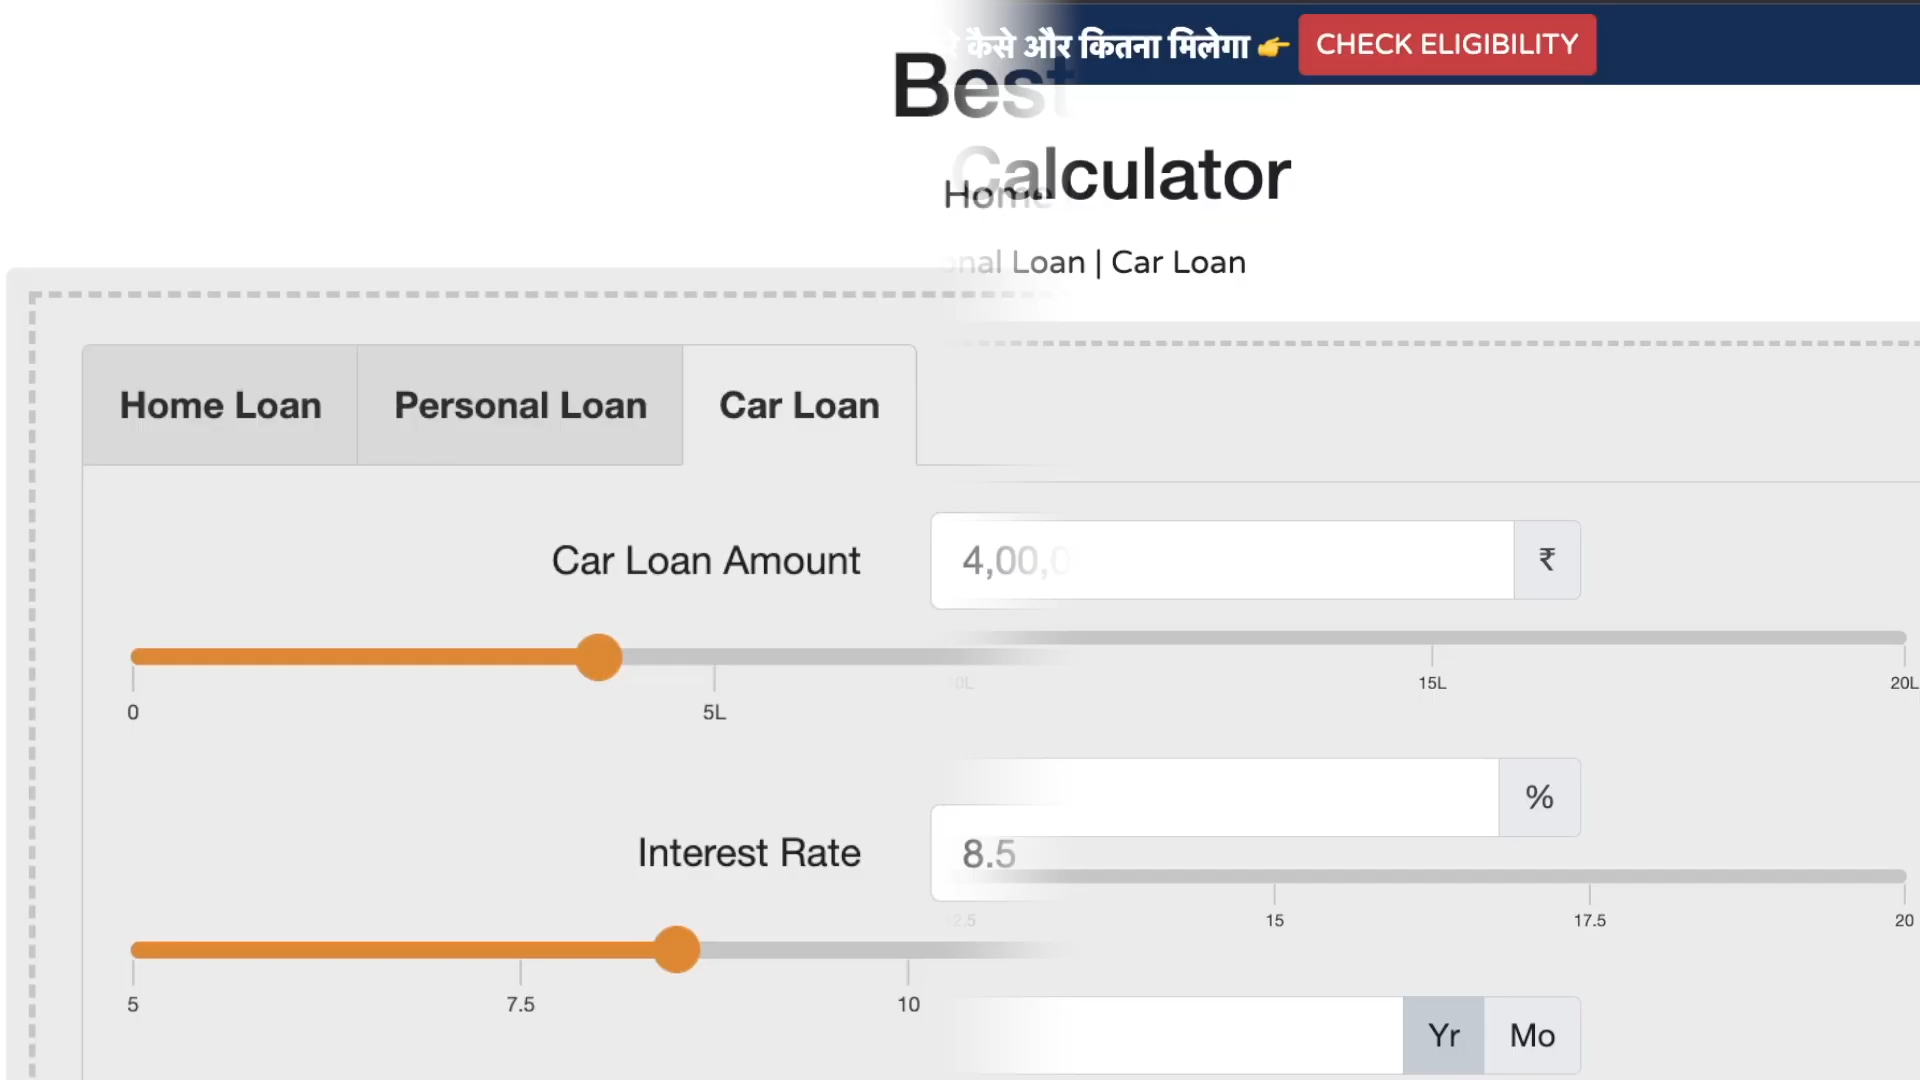 कैसे और कितना मिलेगा 👉 CHECK ELIGIBILITY
Best
Calculator
Home
Loan | Car Loan
Home Loan Personal Loan Car Loan
Car Loan Amount 4,00,0 ₹
0 5L 15L 20L
%
Interest Rate 8.5
15 17.5 20
5 7.5 10
Yr Mo